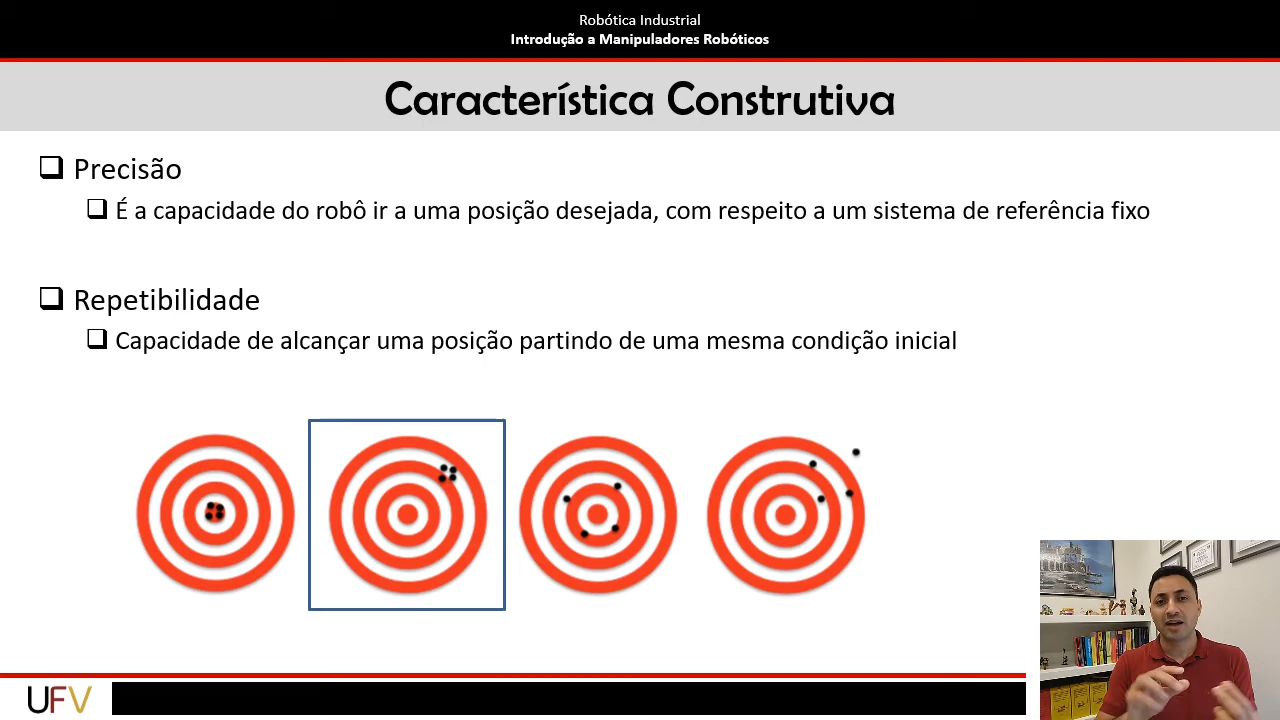 Robótica Industrial
Introdução a Manipuladores Robóticos
Característica Construtiva
Precisão
É a capacidade do robô ir a uma posição desejada, com respeito a um sistema de referência fixo
Repetibilidade
Capacidade de alcançar uma posição partindo de uma mesma condição inicial
UFV